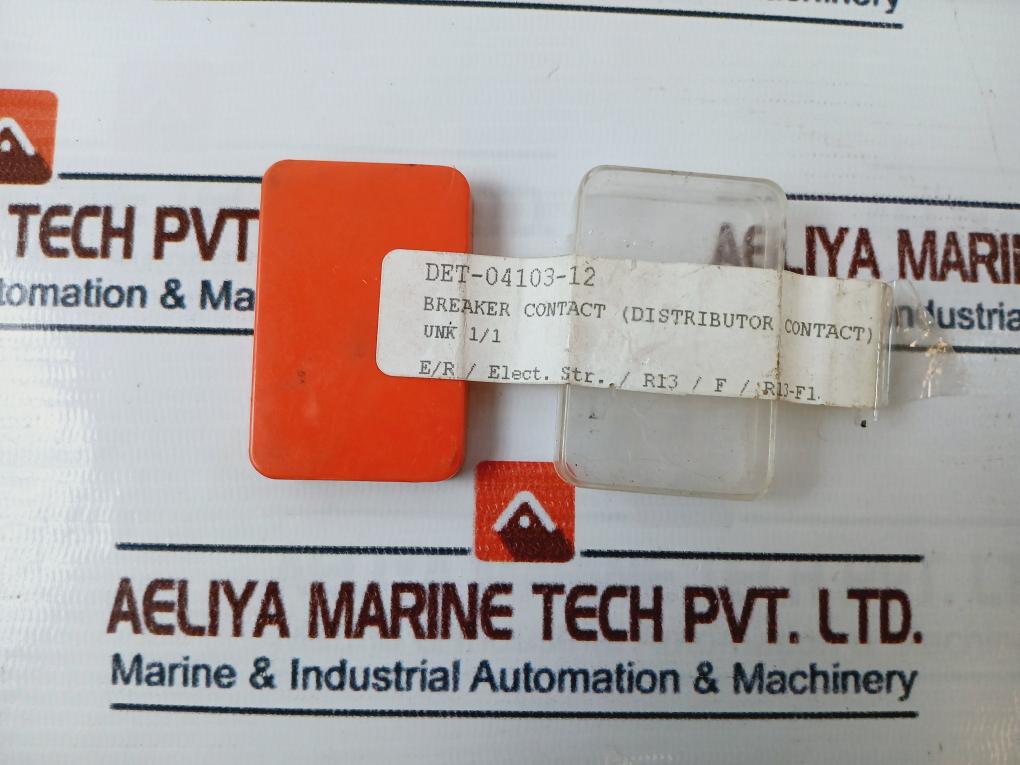 hinery
TECH PVT
tomation & Ma
AELIYA MARI
ndustria
DET-04103-12
BREAKER CONTACT (DISTRIBUTOR CONTACT)
UNK 1/1
E/R / Elect. Str. / R13 / F / R13-F1.
AELIYA MARINE TECH PVT. LTD.
Marine & Industrial Automation & Machinery